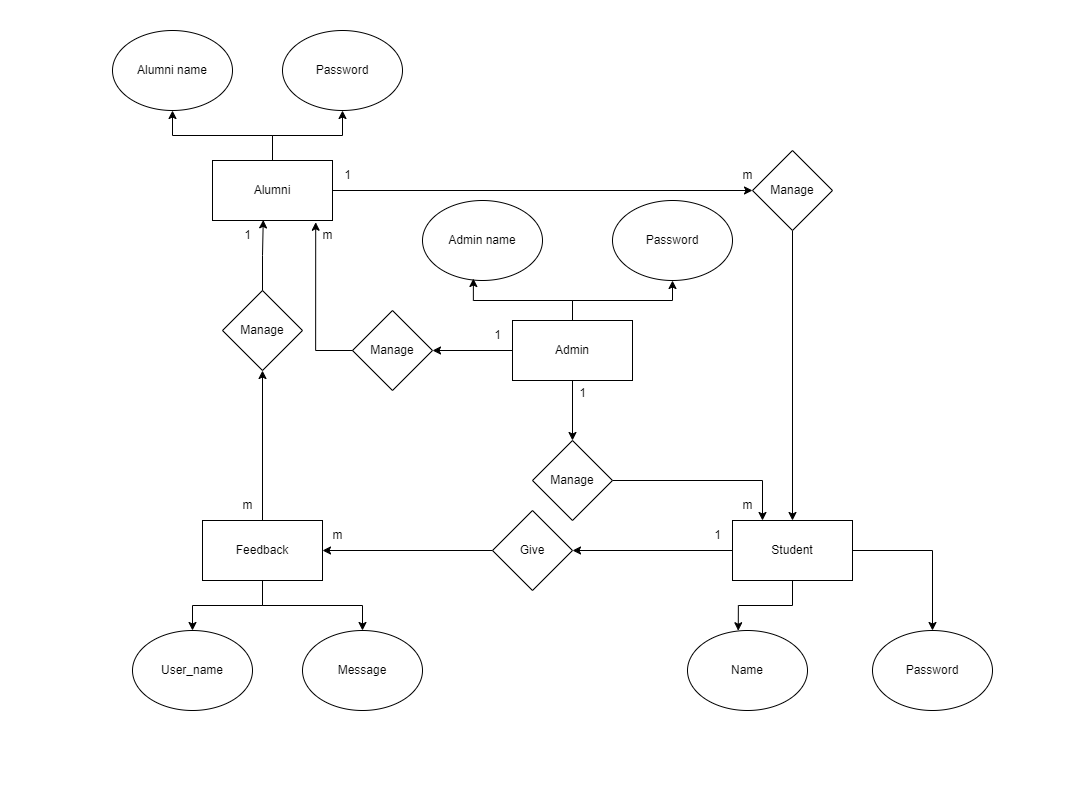 Alumni name
Password
Alumni
1
m
Manage
1
m
Admin name
Password
Manage
Manage
1
Admin
1
Manage
m
m
m
1
Feedback
Give
Student
User_name
Message
Name
Password